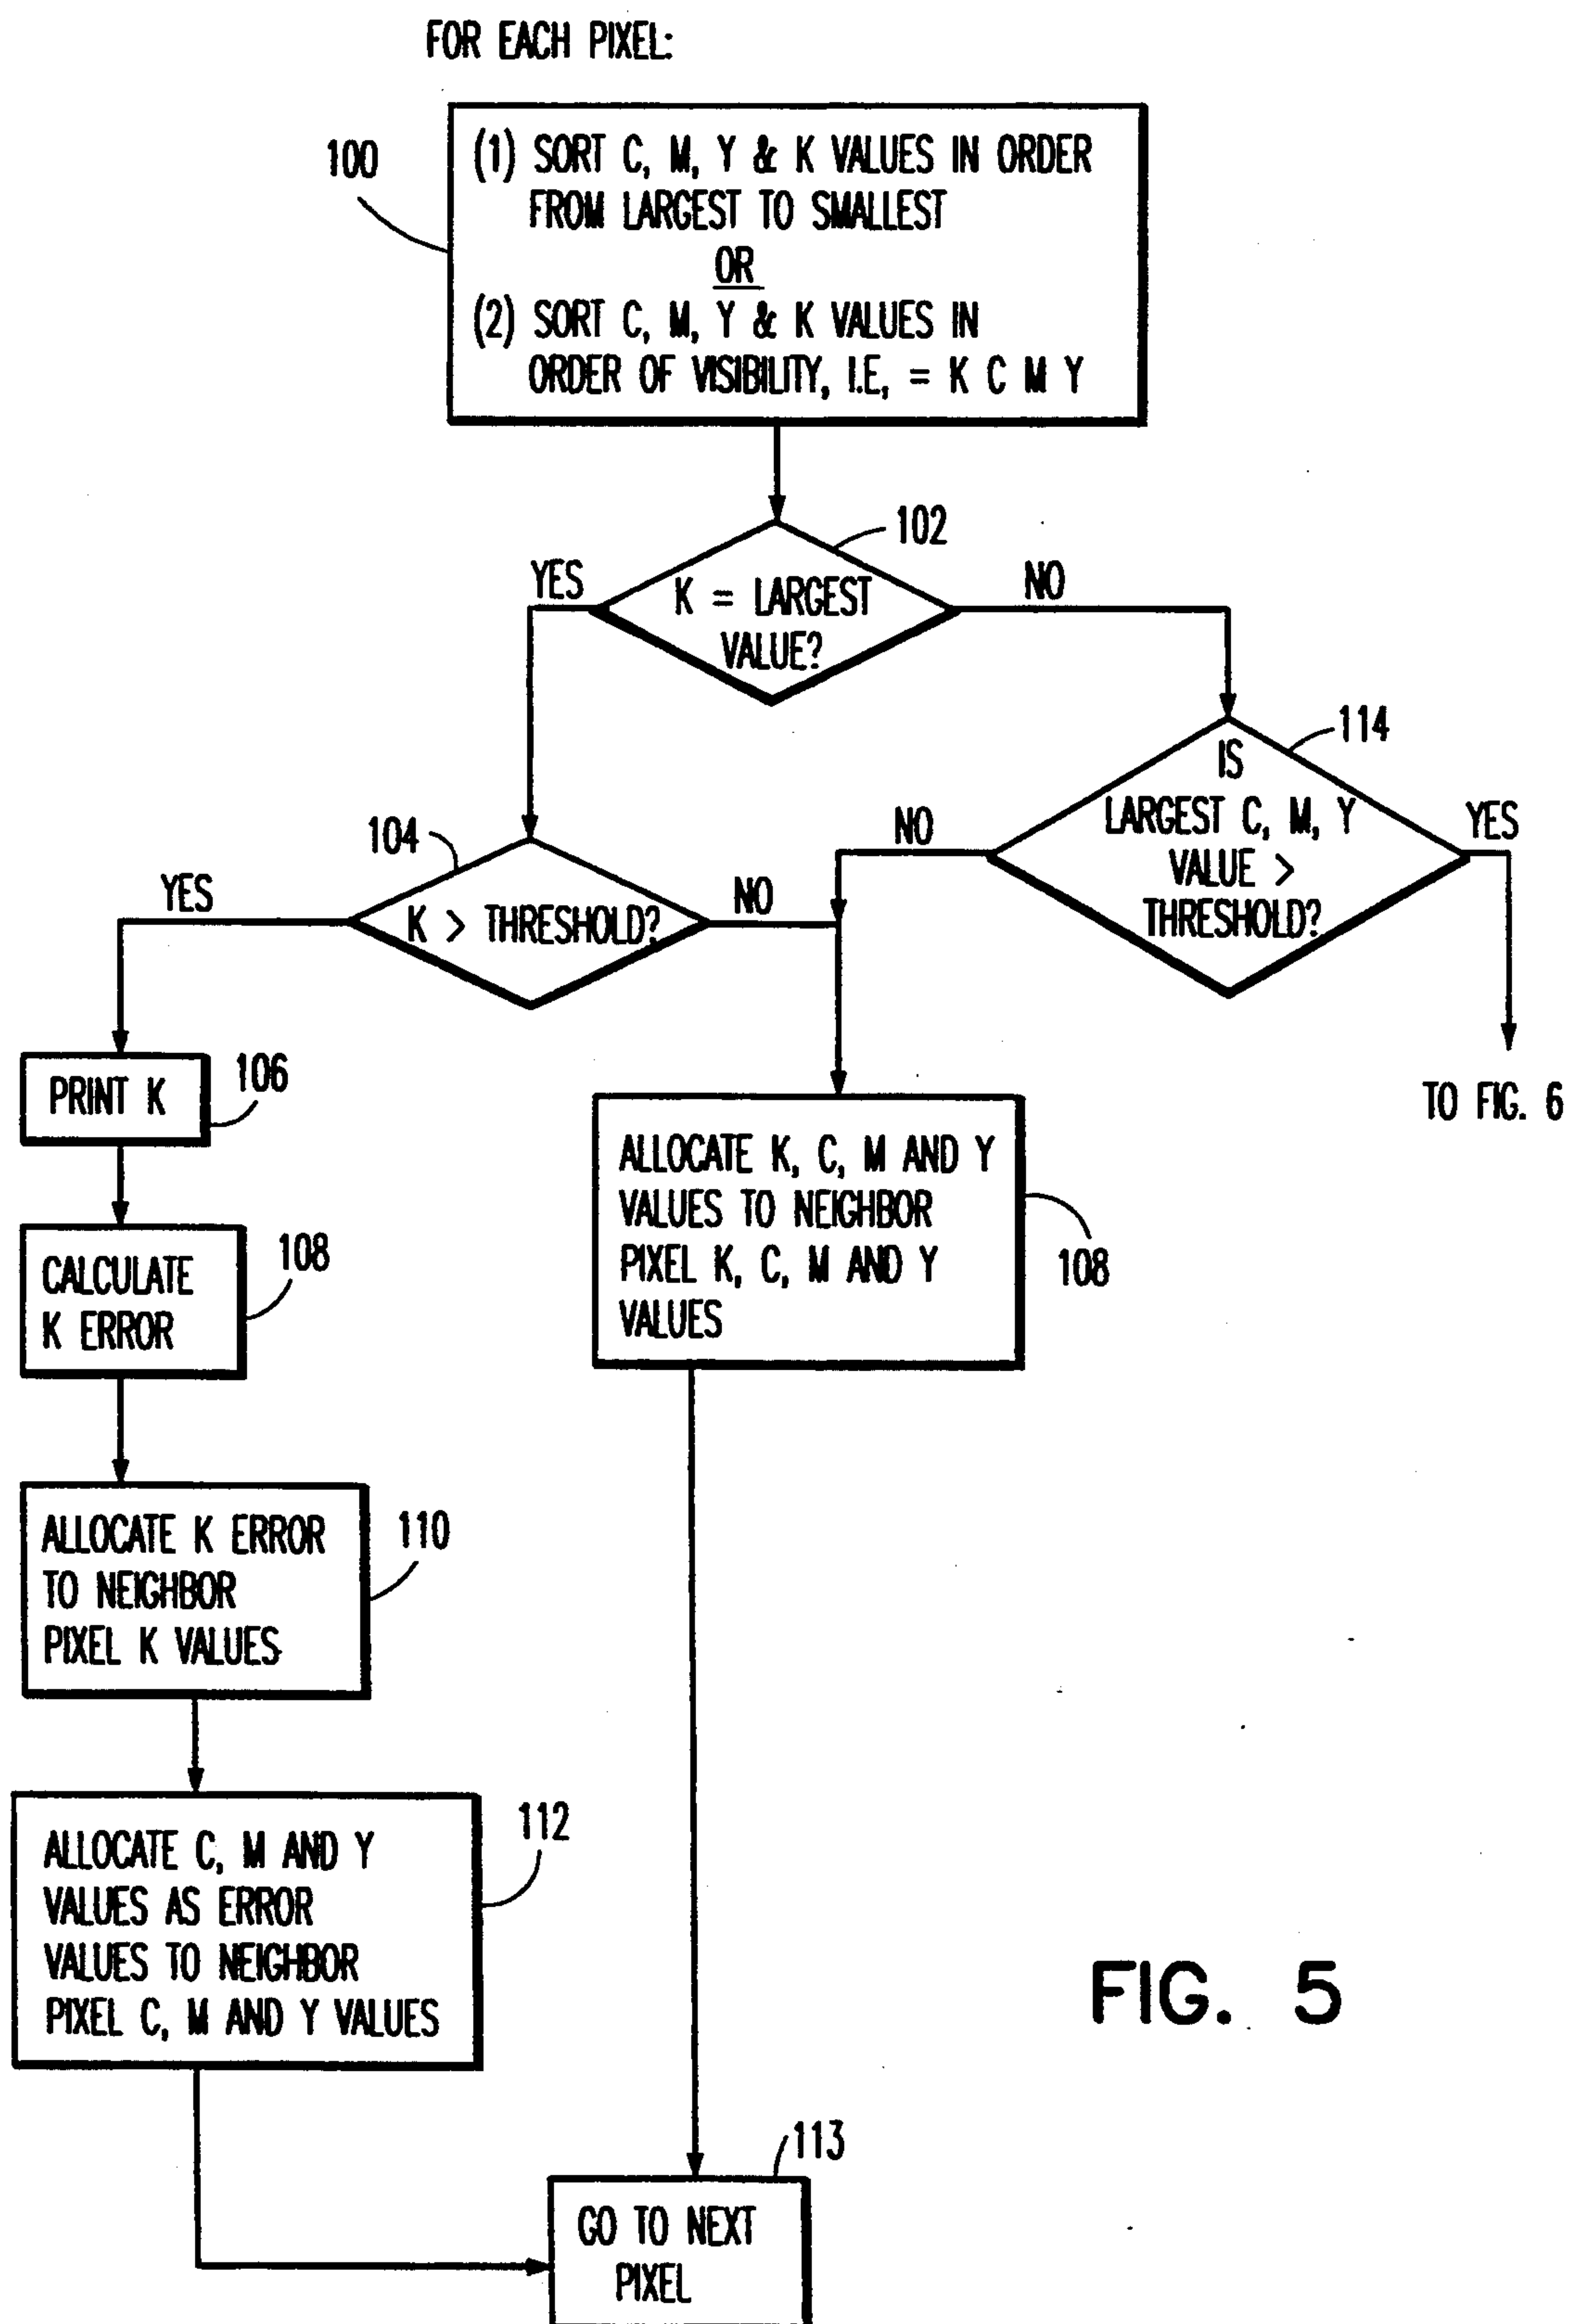 FOR EACH PIXEL:
100
(1) SORT C, M, Y & K VALUES IN ORDER
FROM LARGEST TO SMALLEST
OR
(2) SORT C, M, Y & K VALUES IN
ORDER OF VISIBILITY, I.E, = K C M Y
102
YES
NO
K = LARGEST
VALUE?
114
IS
LARGEST C, M, Y
VALUE >
THRESHOLD?
NO
YES
104
YES
NO
K > THRESHOLD?
TO FIG. 6
PRINT K
106
ALLOCATE K, C, M AND Y
VALUES TO NEIGHBOR
PIXEL K, C, M AND Y
VALUES
108
CALCULATE
K ERROR
108
ALLOCATE K ERROR
TO NEIGHBOR
PIXEL K VALUES
110
ALLOCATE C, M AND Y
VALUES AS ERROR
VALUES TO NEIGHBOR
PIXEL C, M AND Y VALUES
112
113
GO TO NEXT
PIXEL
FIG. 5